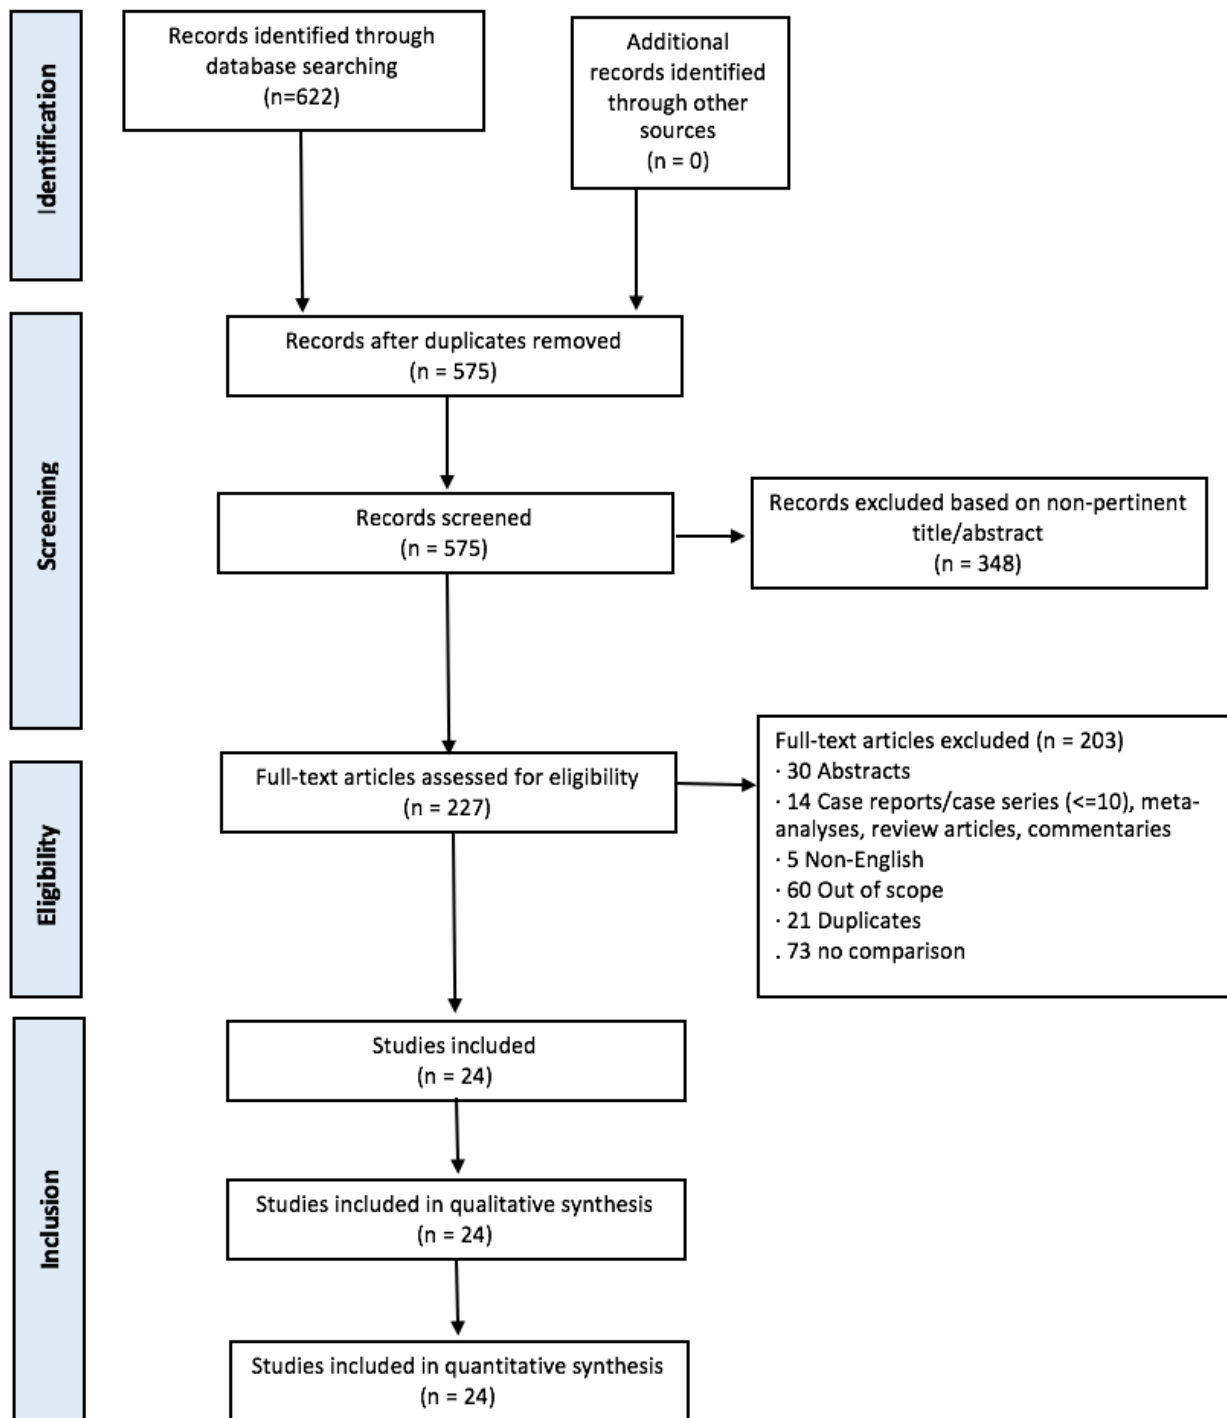 Identification
Records identified through
database searching
(n=622)
Additional
records identified
through other
sources
(n = 0)
Screening
Records after duplicates removed
(n = 575)
Records screened
(n = 575)
Records excluded based on non-pertinent
title/abstract
(n = 348)
Eligibility
Full-text articles assessed for eligibility
(n = 227)
Full-text articles excluded (n = 203)
· 30 Abstracts
· 14 Case reports/case series (<=10), meta-
analyses, review articles, commentaries
· 5 Non-English
· 60 Out of scope
· 21 Duplicates
. 73 no comparison
Inclusion
Studies included
(n = 24)
Studies included in qualitative synthesis
(n = 24)
Studies included in quantitative synthesis
(n = 24)